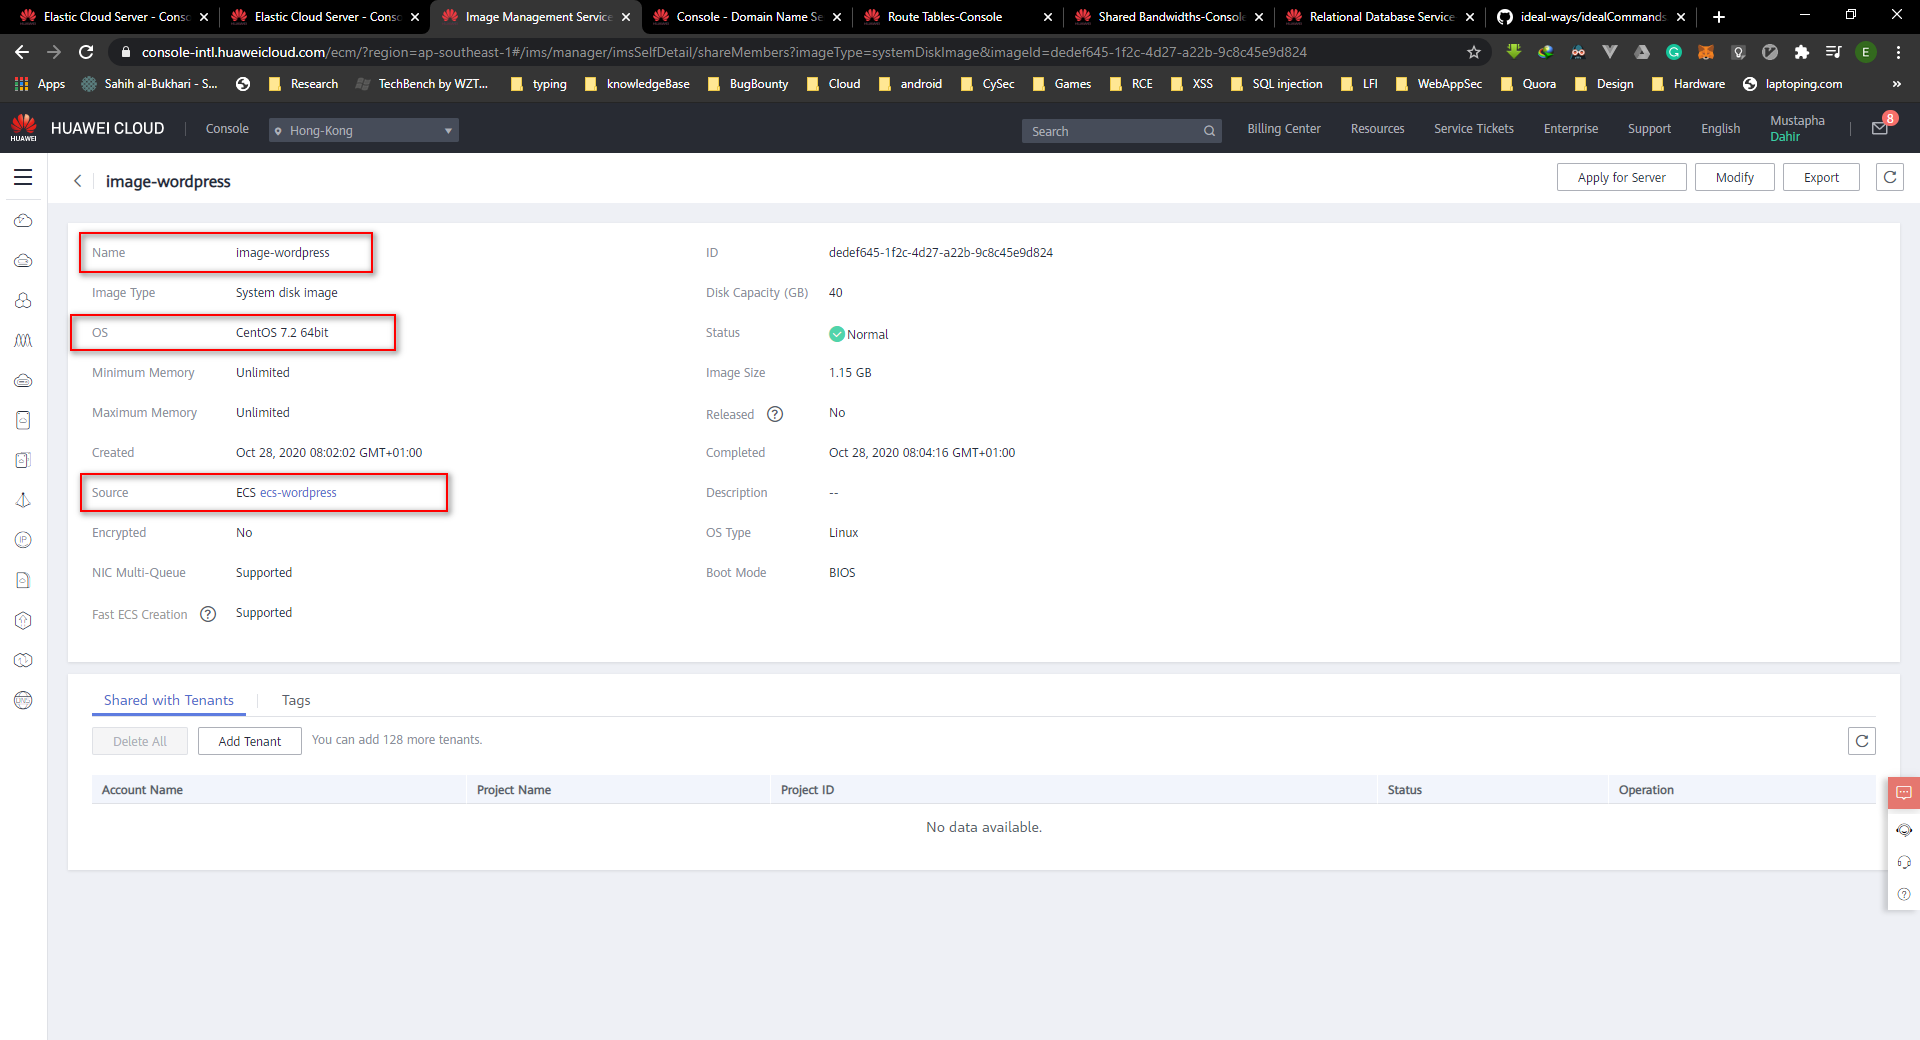 Elastic Cloud Server - Conso
Elastic Cloud Server - Conso
Image Management Service
Console - Domain Name Se
Route Tables-Console
Shared Bandwidths-Console
Relational Database Service
ideal-ways/idealCommands
console-intl.huaweicloud.com/ecm/?region=ap-southeast-1#/ims/manager/imsSelfDetail/shareMembers?imageType=systemDiskImage&imageId=dedef645-1f2c-4d27-a22b-9c8c45e9d824
E
Apps
Sahih al-Bukhari - S...
Research
TechBench by WZT...
typing
knowledgeBase
BugBounty
Cloud
android
CySec
Games
RCE
XSS
SQL injection
LFI
WebAppSec
Quora
Design
Hardware
laptoping.com
»
HUAWEI
HUAWEI CLOUD
Console
Hong-Kong
Search
Billing Center
Resources
Service Tickets
Enterprise
Support
English
Mustapha
Dahir
8
image-wordpress
Apply for Server
Modify
Export
Name image-wordpress
ID dedef645-1f2c-4d27-a22b-9c8c45e9d824
Image Type System disk image
Disk Capacity (GB) 40
OS CentOS 7.2 64bit
Status Normal
Minimum Memory Unlimited
Image Size 1.15 GB
Maximum Memory Unlimited
Released ? No
Created Oct 28, 2020 08:02:02 GMT+01:00
Completed Oct 28, 2020 08:04:16 GMT+01:00
Source ECS ecs-wordpress
Description --
Encrypted No
OS Type Linux
NIC Multi-Queue Supported
Boot Mode BIOS
Fast ECS Creation ? Supported
IP
Shared with Tenants
Tags
Delete All
Add Tenant
You can add 128 more tenants.
Account Name
Project Name
Project ID
Status
Operation
No data available.